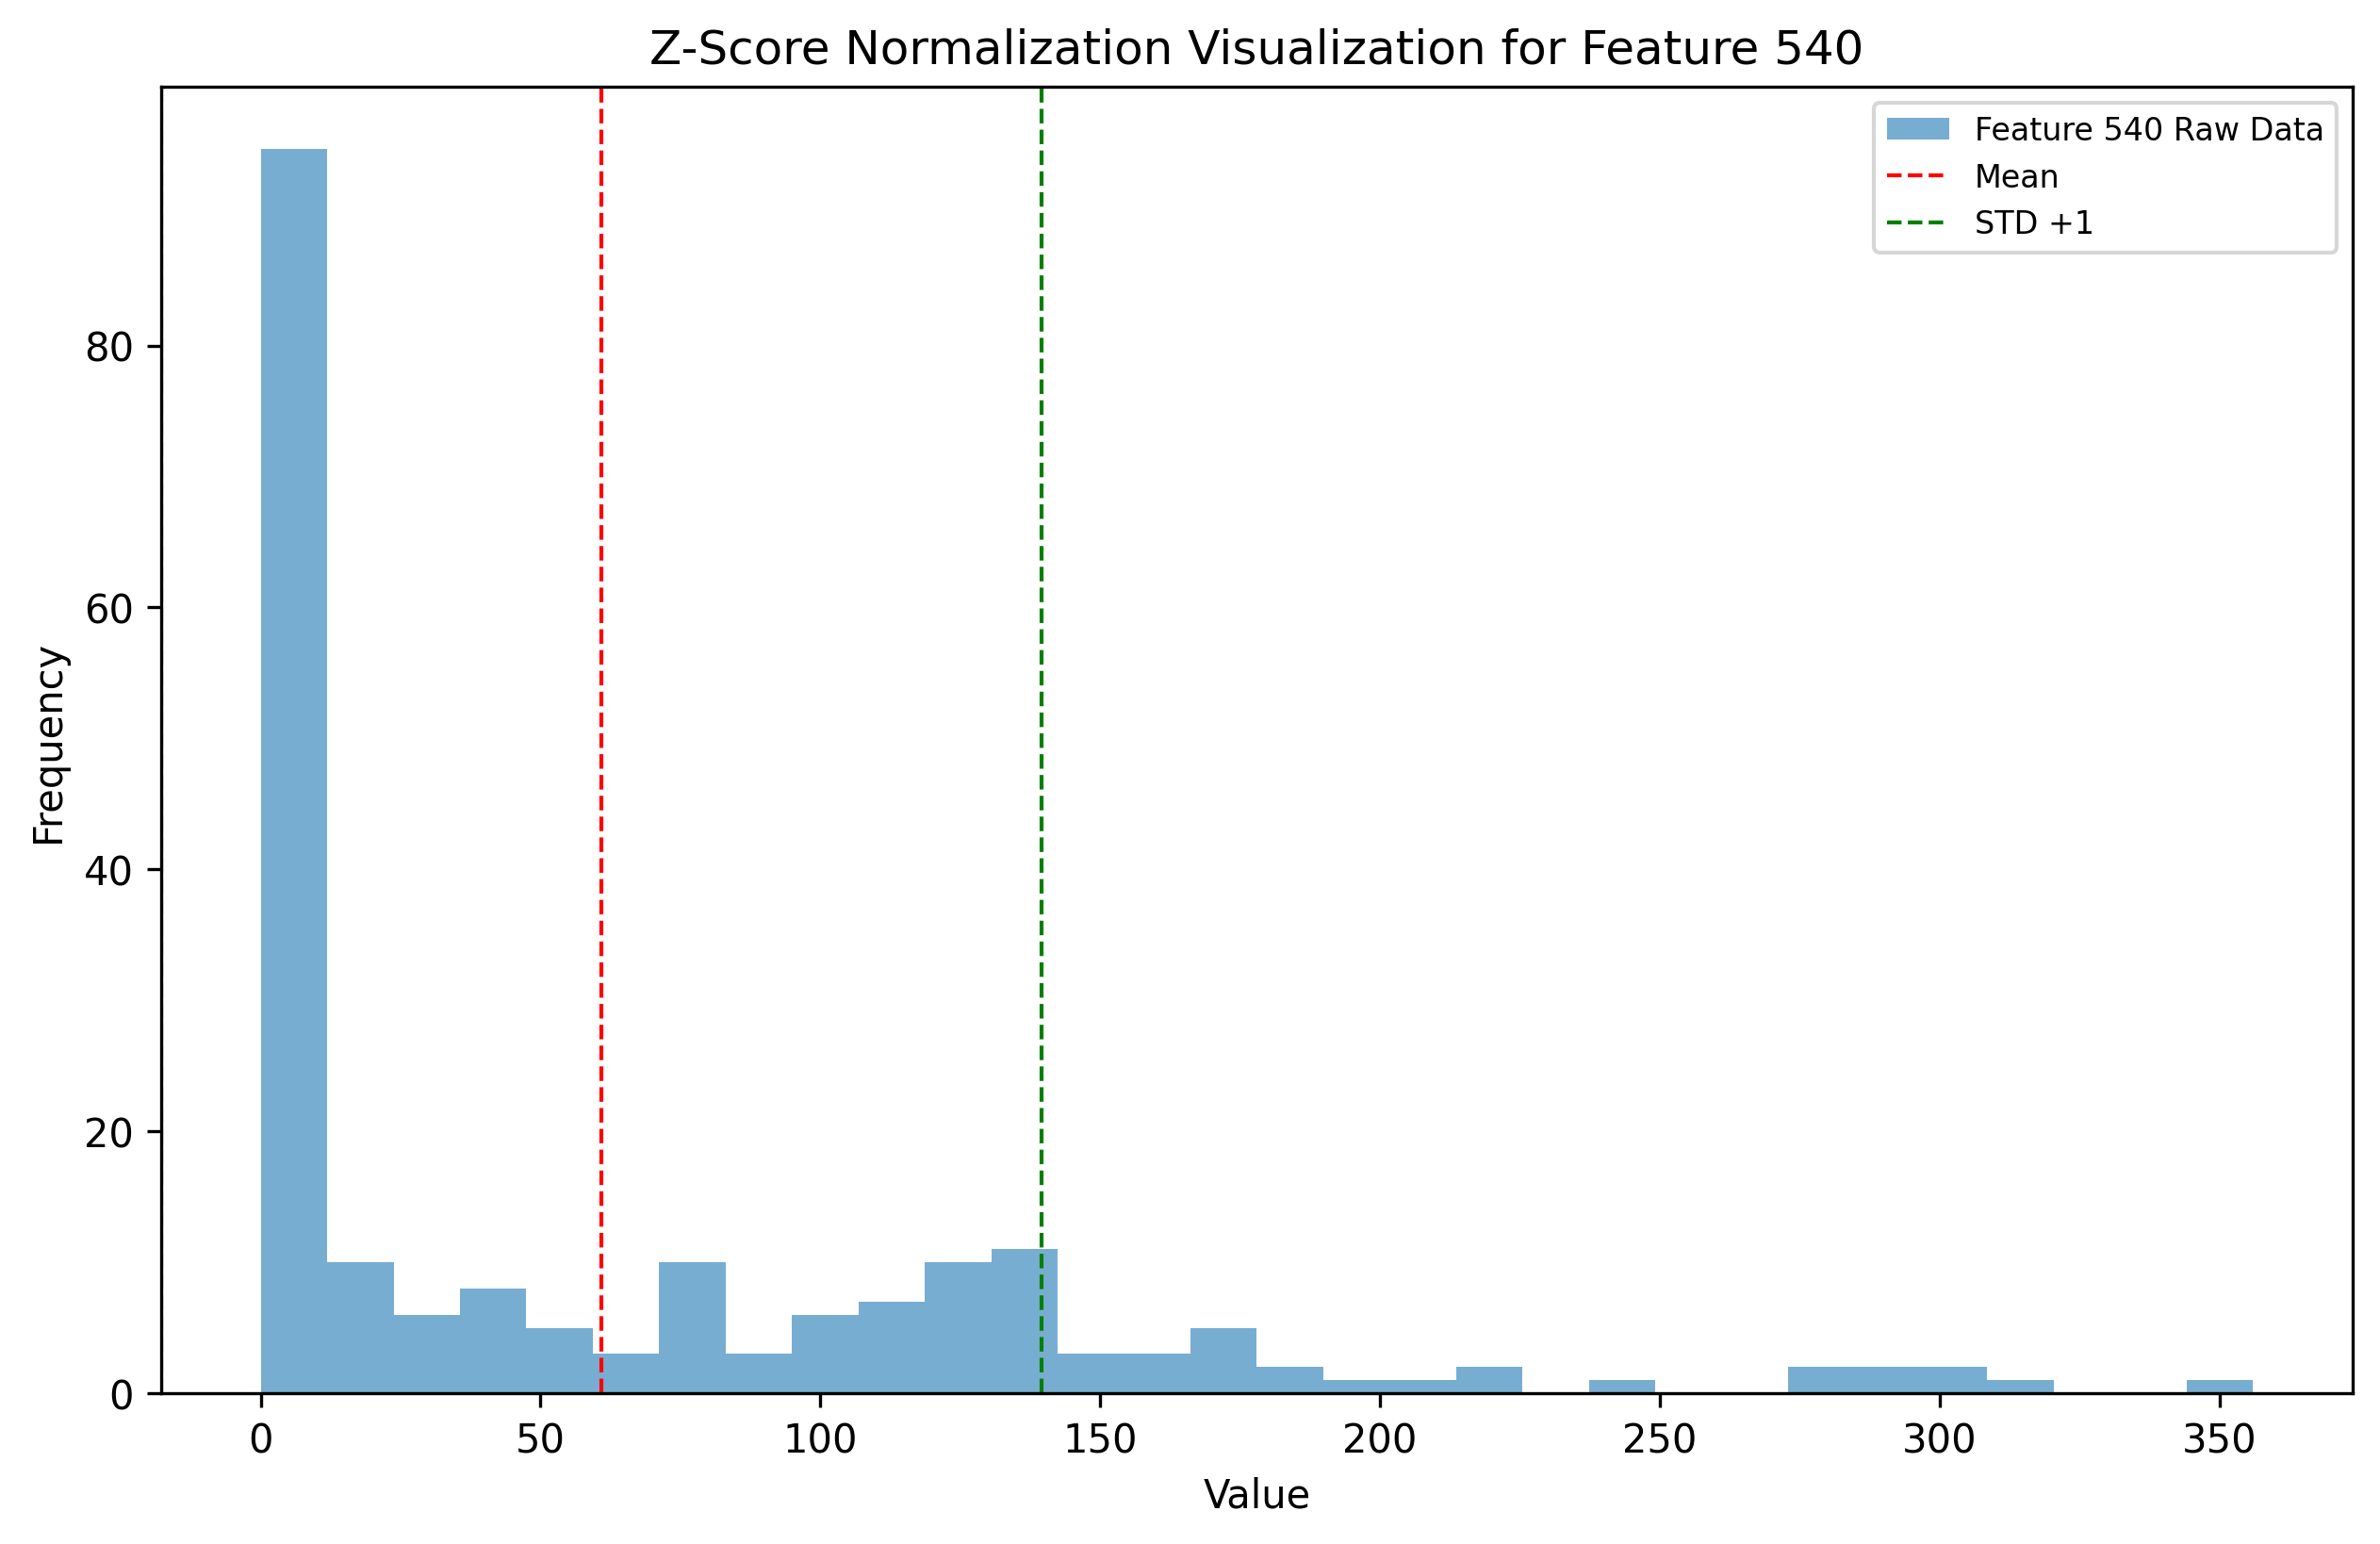 Z-Score Normalization Visualization for Feature 540
Feature 540 Raw Data
Mean
STD +1
80
60
40
20
0
Frequency
0 50 100 150 200 250 300 350
Value